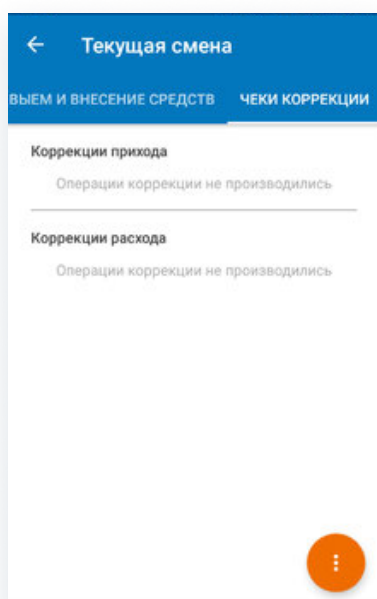 Текущая смена
ВЫЕМ И ВНЕСЕНИЕ СРЕДСТВ ЧЕКИ КОРРЕКЦИИ
Коррекции прихода
Операции коррекции не производились
Коррекции расхода
Операции коррекции не производились